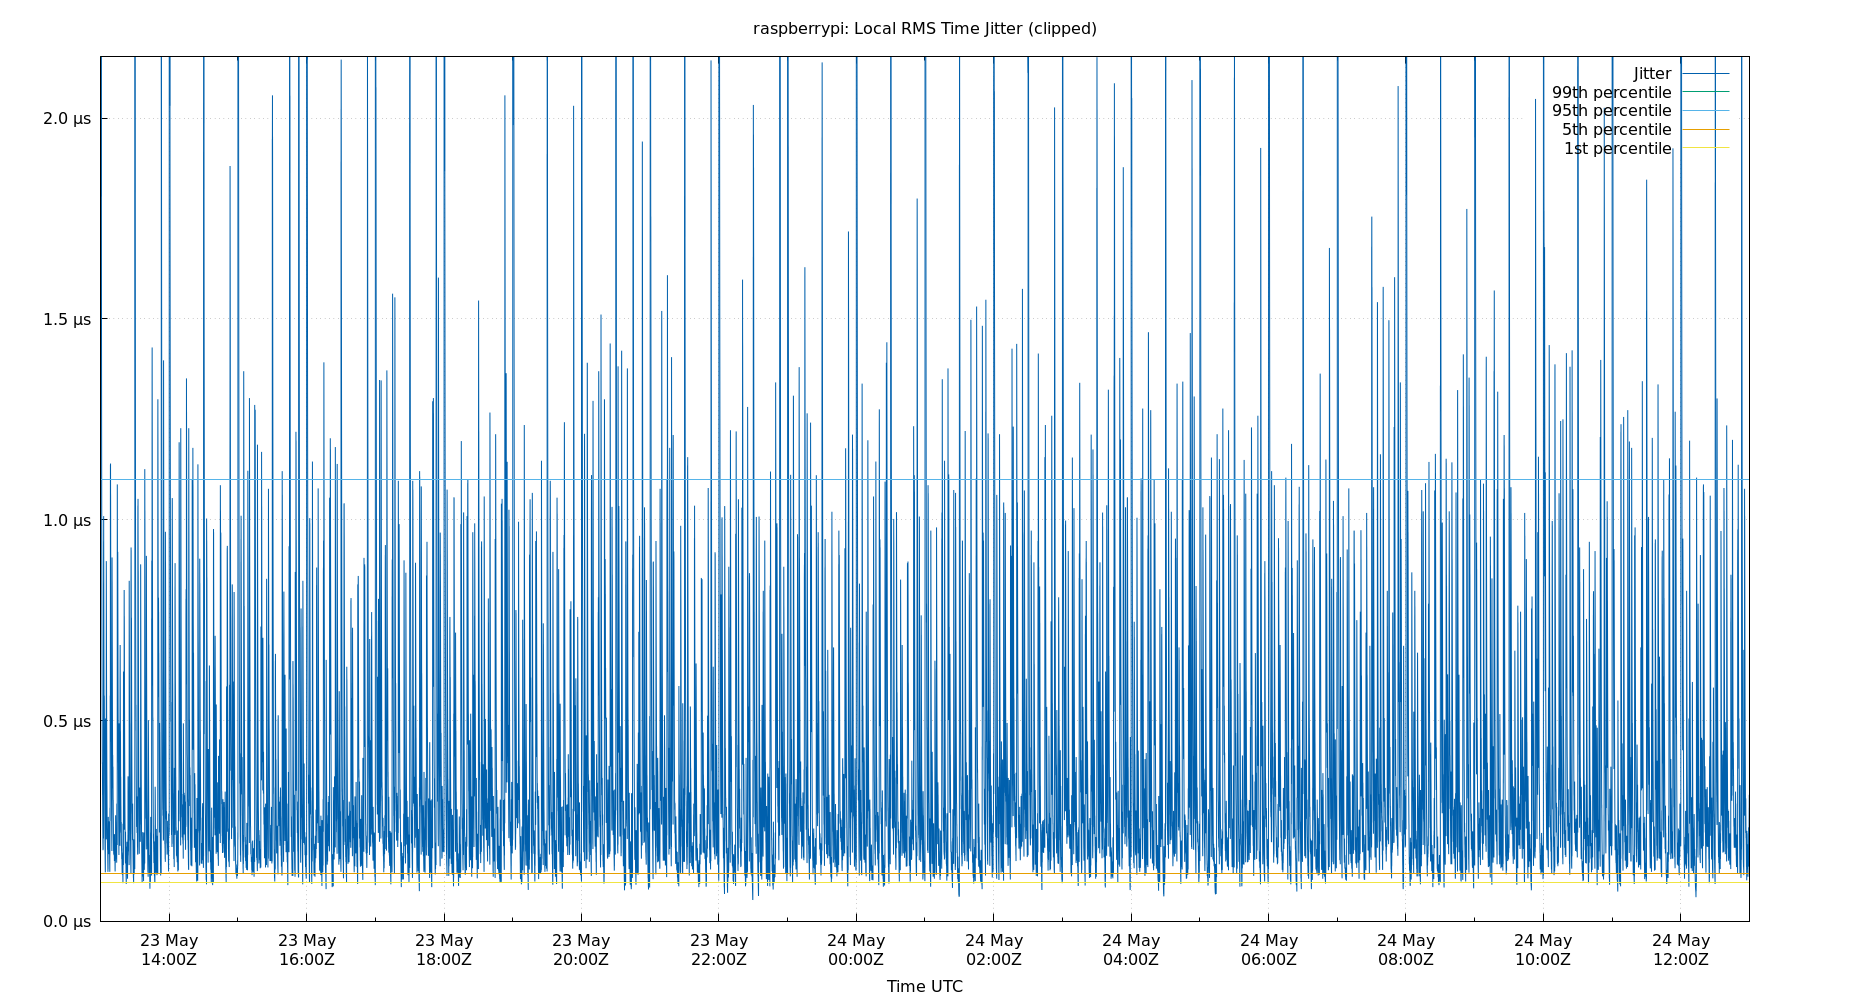 raspberrypi: Local RMS Time Jitter (clipped)
Jitter
99th percentile
95th percentile
5th percentile
1st percentile
2.0 µs
1.5 µs
1.0 µs
0.5 µs
0.0 µs
23 May 23 May 23 May 23 May 23 May 24 May 24 May 24 May 24 May 24 May 24 May 24 May
14:00Z 16:00Z 18:00Z 20:00Z 22:00Z 00:00Z 02:00Z 04:00Z 06:00Z 08:00Z 10:00Z 12:00Z
Time UTC